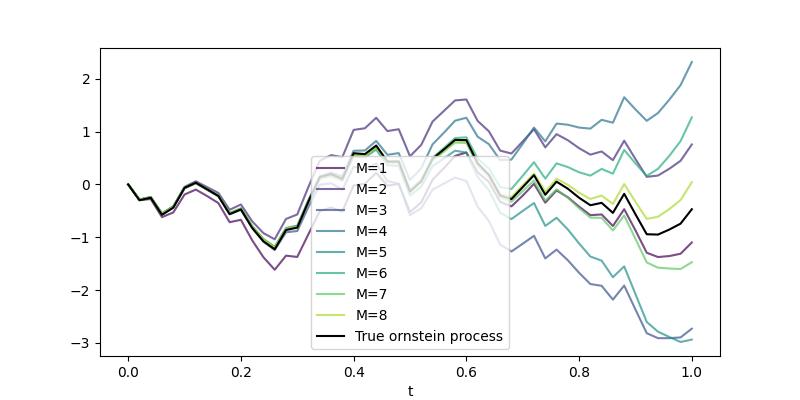 2
1
0
−1
−2
−3
M=1
M=2
M=3
M=4
M=5
M=6
M=7
M=8
True ornstein process
0.0 0.2 0.4 0.6 0.8 1.0
t